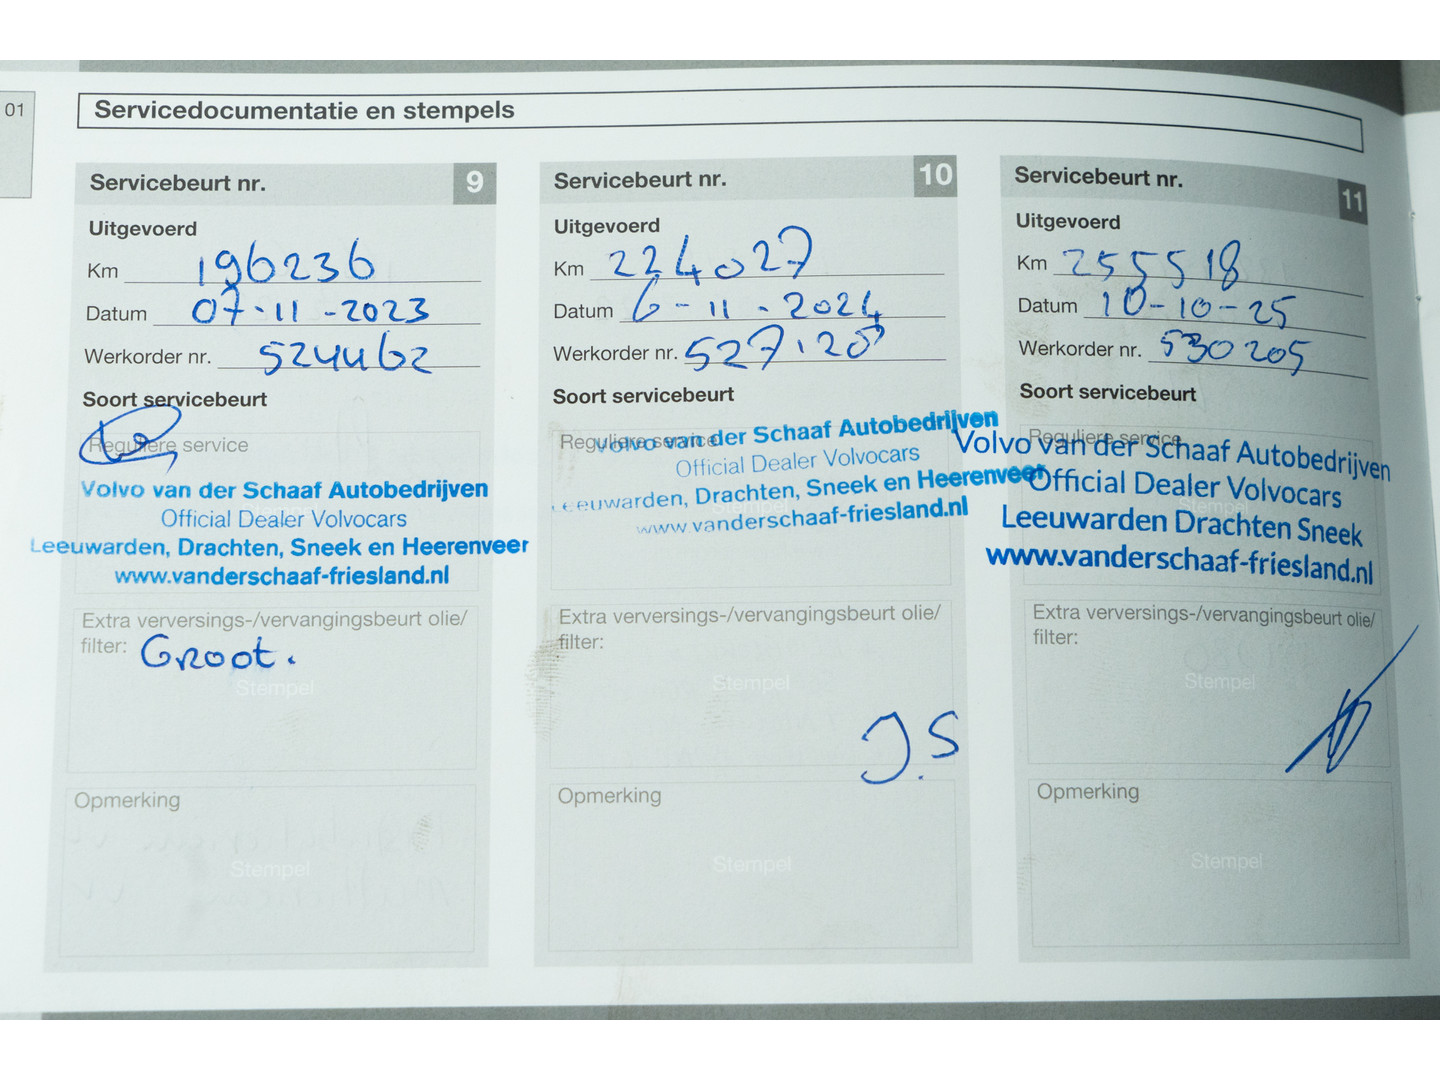 01
Servicedocumentatie en stempels
Servicebeurt nr. 9
Uitgevoerd
Km 196236
Datum 07-11-2023
Werkorder nr. 524462
Soort servicebeurt
Reguliere service
Volvo van der Schaaf Autobedrijven
Official Dealer Volvocars
Leeuwarden, Drachten, Sneek en Heerenveer
www.vanderschaaf-friesland.nl
Extra verversings-/vervangingsbeurt olie/
filter: Groot.
Stempel
Opmerking
Stempel
Servicebeurt nr. 10
Uitgevoerd
Km 224027
Datum 6-11-2024
Werkorder nr.
Soort servicebeurt
Reguliere service
Volvo van der Schaaf Autobedrijven
Official Dealer Volvocars
Leeuwarden, Drachten, Sneek en Heerenveer
www.vanderschaaf-friesland.nl
Extra verversings-/vervangingsbeurt olie/
filter:
Stempel
J.S
Opmerking
Stempel
Servicebeurt nr. 11
Uitgevoerd
Km 255518
Datum 10-10-25
Werkorder nr. 530205
Soort servicebeurt
Reguliere service
Volvo van der Schaaf Autobedrijven
Official Dealer Volvocars
Leeuwarden Drachten Sneek
www.vanderschaaf-friesland.nl
Extra verversings-/vervangingsbeurt olie/
filter:
Stempel
Opmerking
Stempel